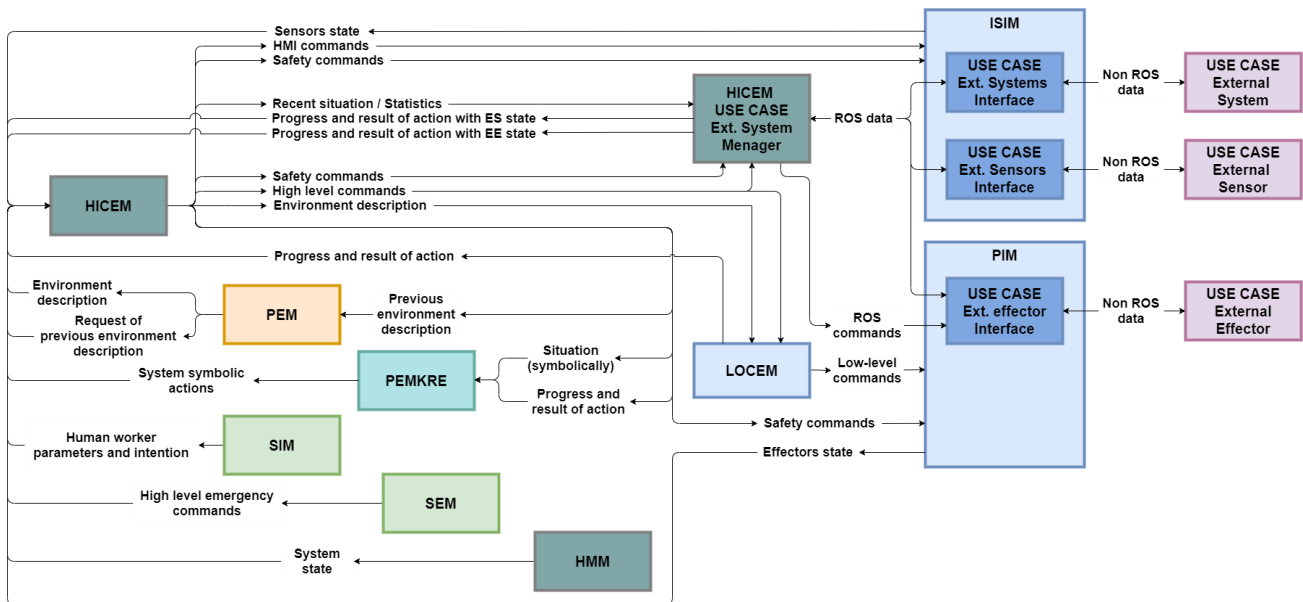 Sensors state
HMI commands
Safety commands
ISIM
USE CASE
Ext. Systems
Interface
Non ROS
data
USE CASE
External
System
Recent situation / Statistics
Progress and result of action with ES state
Progress and result of action with EE state
HICEM
USE CASE
Ext. System
Menager
ROS data
USE CASE
Ext. Sensors
Interface
Non ROS
data
USE CASE
External
Sensor
Safety commands
High level commands
Environment description
HICEM
Progress and result of action
PIM
USE CASE
Ext. effector
Interface
Non ROS
data
USE CASE
External
Effector
Environment
description
PEM
Previous
environment
description
Request of
previous environment
description
ROS
commands
Situation
(symbolically)
LOCEM
Low-level
commands
System symbolic
actions
PEMKRE
Progress and
result of action
Safety commands
Human worker
parameters and intention
SIM
Effectors state
High level emergency
commands
SEM
System
state
HMM